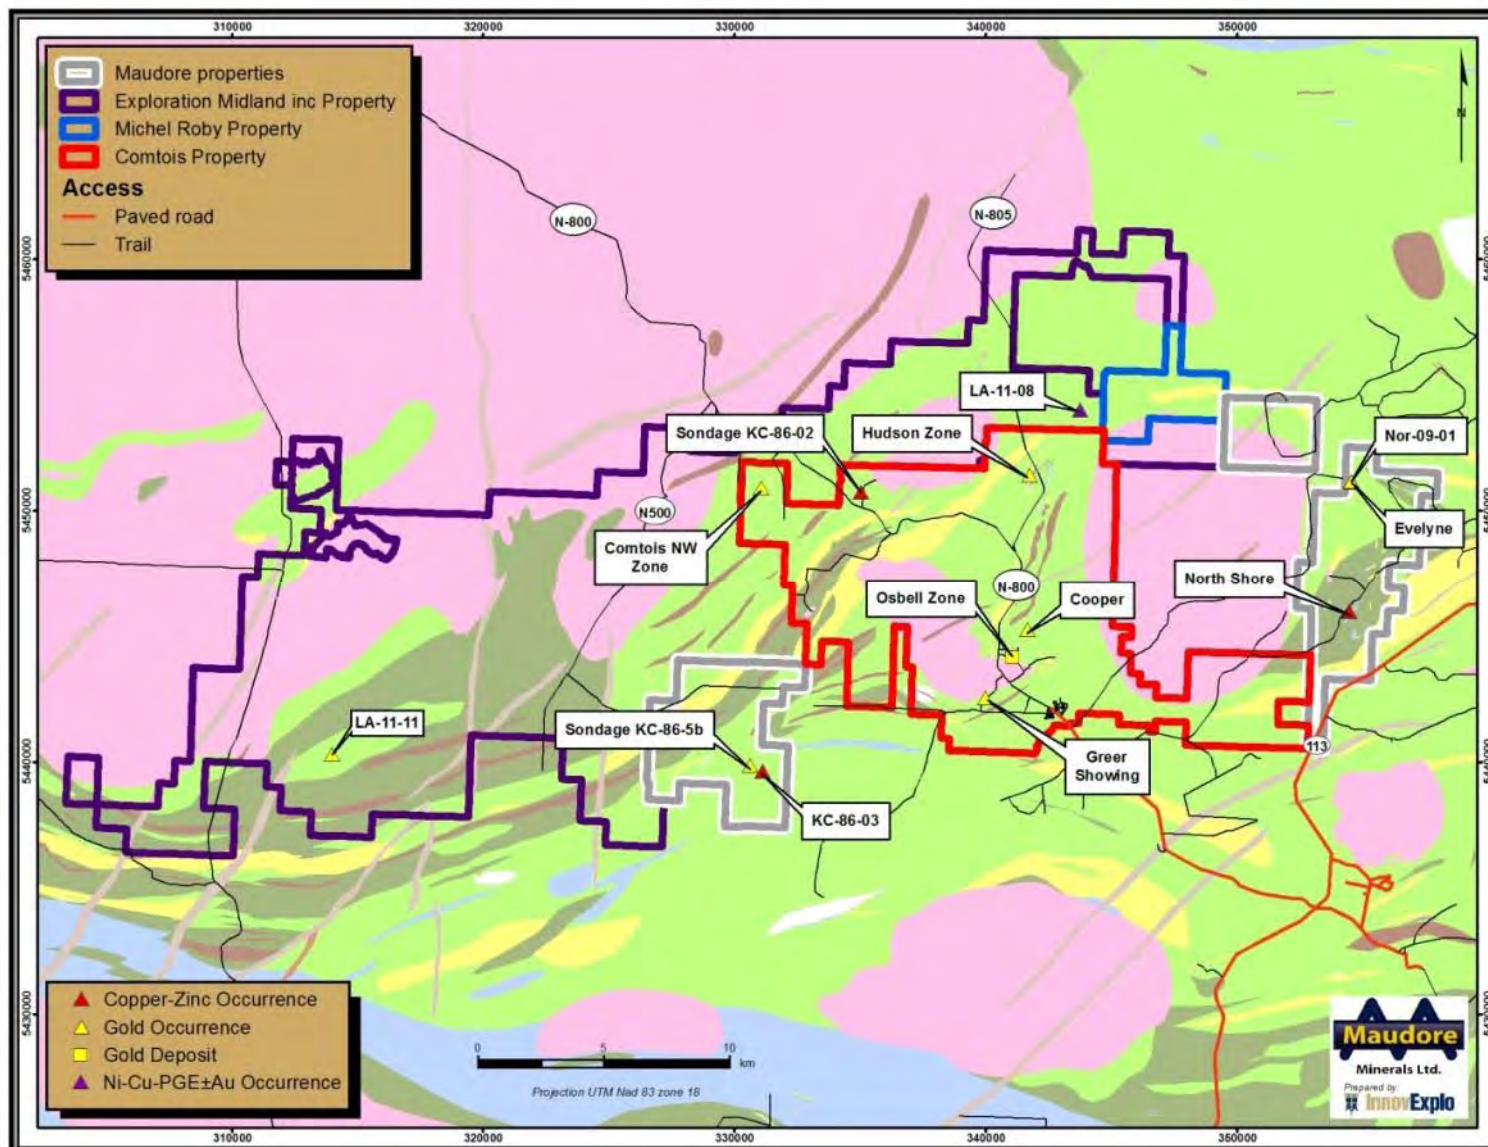 310000
320000
330000
340000
350000
Maudore properties
Exploration Midland inc Property
Michel Roby Property
Comtois Property
Access
Paved road
Trail
N
N-800
N-805
5460000
5460000
LA-11-08
Sondage KC-86-02
Hudson Zone
Nor-09-01
5450000
5450000
N500
Evelyne
Comtois NW
Zone
North Shore
N-800
Osbell Zone
Cooper
LA-11-11
Sondage KC-86-5b
113
5440000
5440000
Greer
Showing
KC-86-03
Copper-Zinc Occurrence
Gold Occurrence
Gold Deposit
Ni-Cu-PGE±Au Occurrence
5430000
5430000
0
5
10
km
Projection UTM Nad 83 zone 18
Maudore
Minerals Ltd.
Prepared by:
InnovExplo
310000
320000
330000
340000
350000